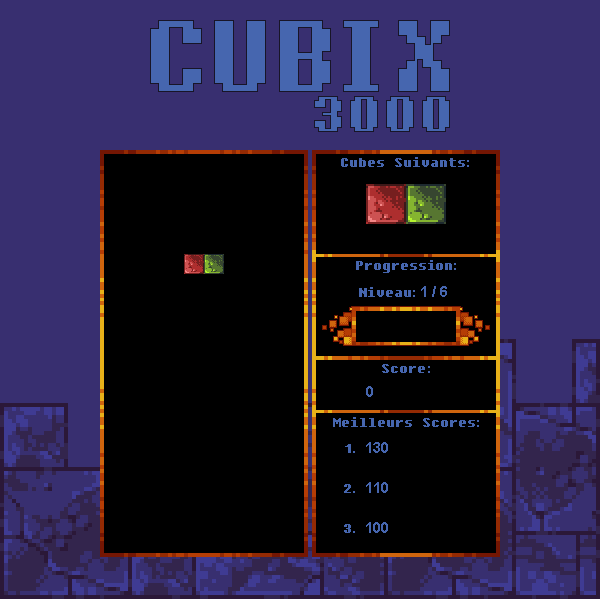 CUBIX
3000
Cubes Suivants:
Progression:
Niveau: 1 / 6
Score:
0
Meilleurs Scores:
1. 130
2. 110
3. 100